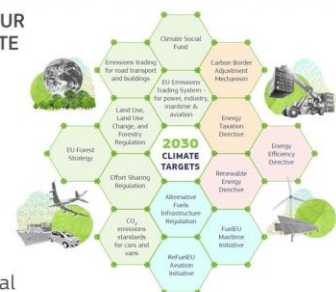 UR
TE
Climate Social
Fund
Emissions trading
for road transport
and buildings
Carbon Border
Adjustment
Mechanism
EU Emissions
Trading System
for power, industry,
maritime &
aviation
Land Use,
Land Use
Change, and
Forestry
Regulation
Energy
Taxation
Directive
EU Forest
Strategy
2030
CLIMATE
TARGETS
Energy
Efficiency
Directive
Effort Sharing
Regulation
Renewable
Energy
Directive
Alternative
Fuels
Infrastructure
Regulation
CO₂
emissions
standards
for cars and
vans
FuelEU
Maritime
Initiative
ReFuelEU
Aviation
Initiative
al